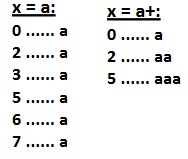 x = a:
0 ...... a
2 ...... a
3 ...... a
5 ...... a
6 ...... a
7 ...... a
x = a+:
0 ...... a
2 ...... aa
5 ...... aaa